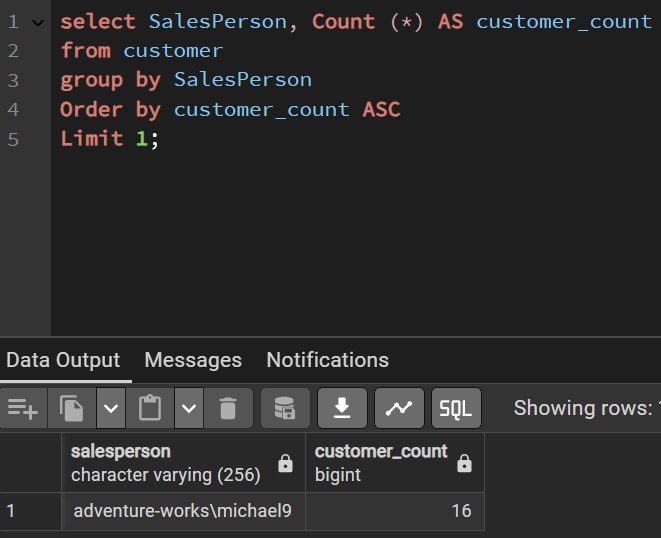 1 select SalesPerson, Count (*) AS customer_count
2 from customer
3 group by SalesPerson
4 Order by customer_count ASC
5 Limit 1;
Data Output Messages Notifications
SQL Showing rows:
salesperson customer_count
character varying (256) bigint
1 adventure-works\michael9 16